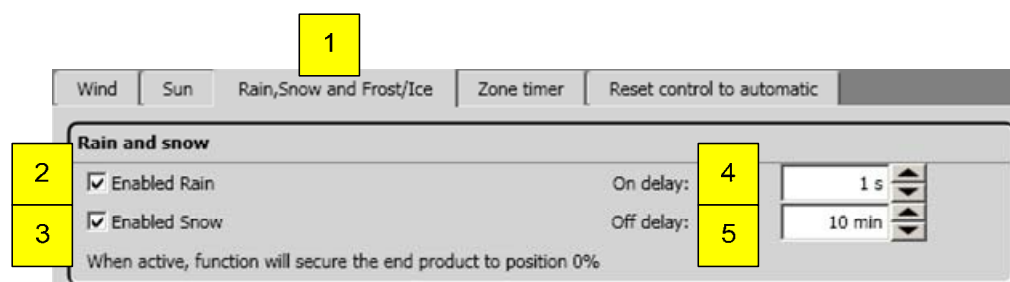 1
Wind Sun Rain,Snow and Frost/Ice Zone timer Reset control to automatic
Rain and snow
2 Enabled Rain On delay: 4 1 s
3 Enabled Snow Off delay: 5 10 min
When active, function will secure the end product to position 0%